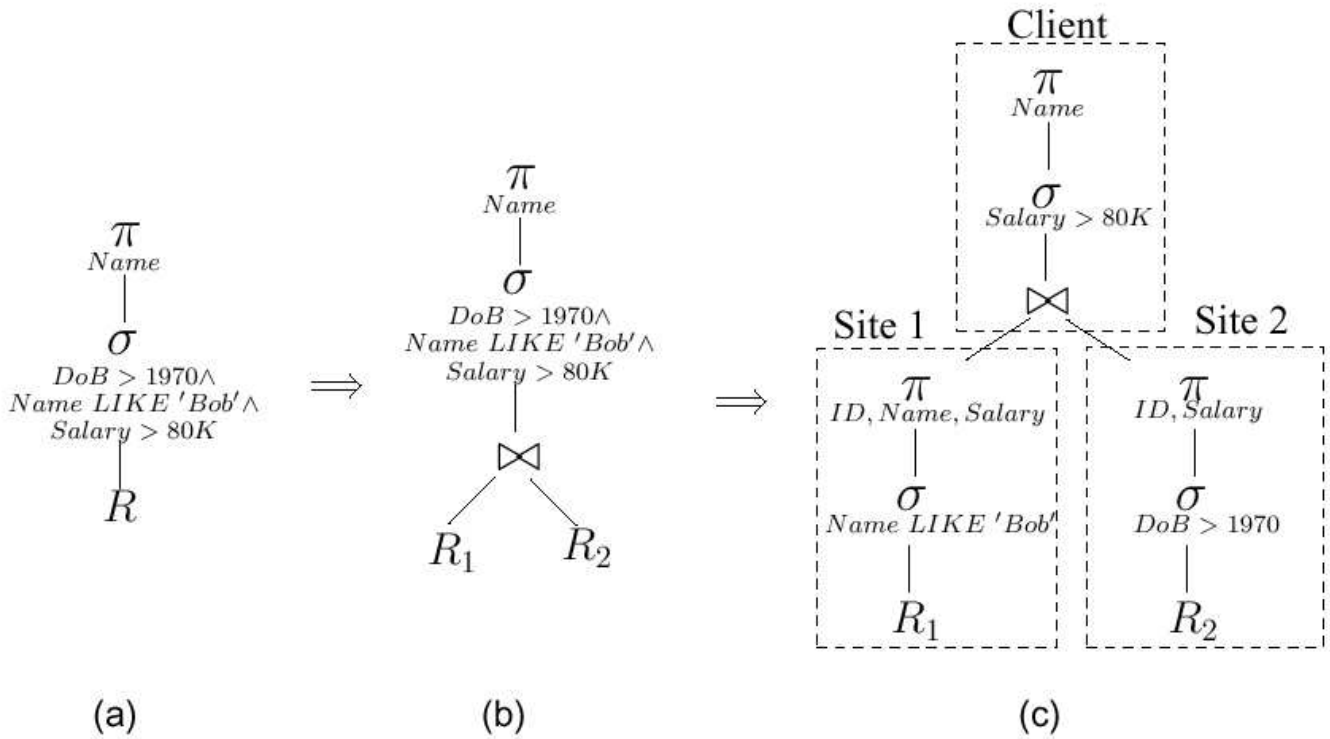 π
Name
σ
DoB > 1970∧
Name LIKE 'Bob'∧
Salary > 80K
R
(a)
⟹
π
Name
σ
DoB > 1970∧
Name LIKE 'Bob'∧
Salary > 80K
⋈
R₁ R₂
(b)
⟹
Client
π
Name
σ
Salary > 80K
⋈
Site 1
π
ID, Name, Salary
σ
Name LIKE 'Bob'
R₁
Site 2
π
ID, Salary
σ
DoB > 1970
R₂
(c)